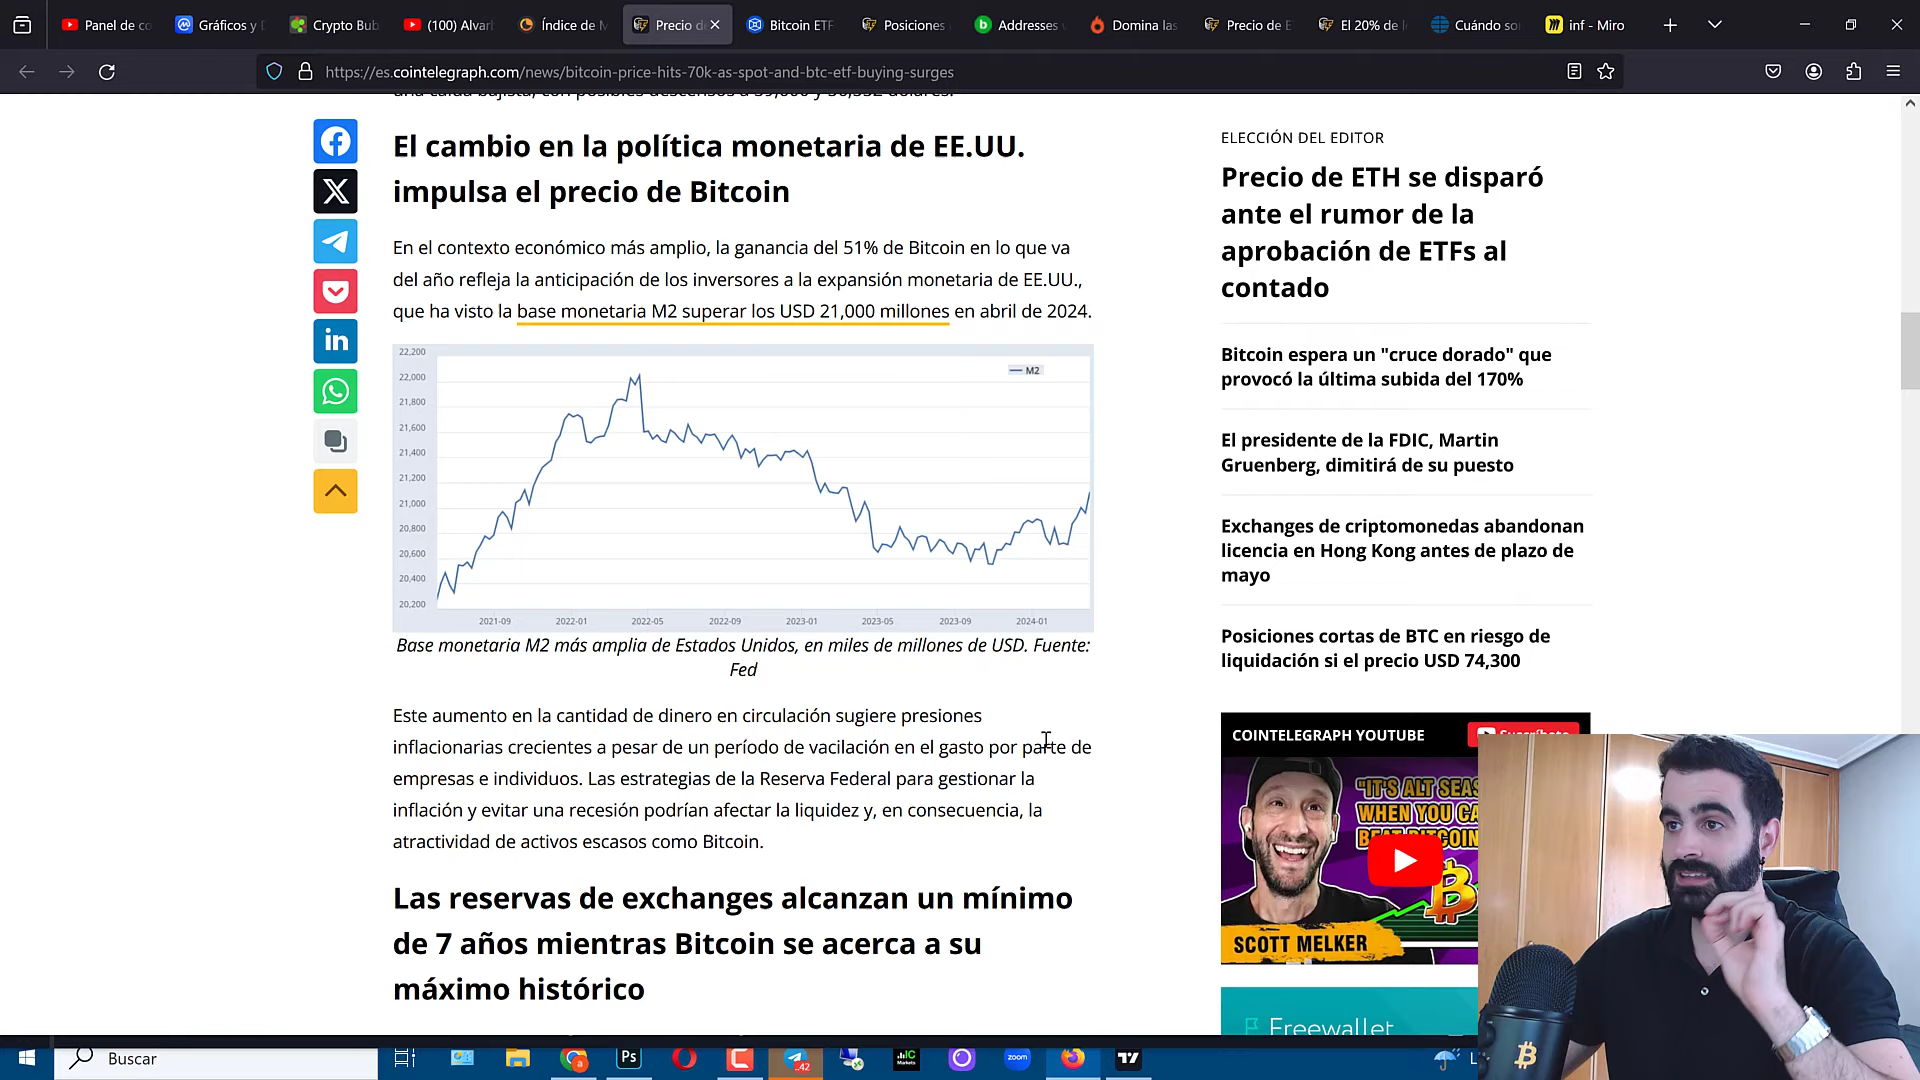 Panel de co
Gráficos y D
Crypto Bub
(100) Alvar
Índice de M
Precio d
Bitcoin ETF
Posiciones
Addresses
Domina las
Precio de E
El 20% de l
Cuándo so
inf - Miro
https://es.cointelegraph.com/news/bitcoin-price-hits-70k-as-spot-and-btc-etf-buying-surges
El cambio en la política monetaria de EE.UU.
impulsa el precio de Bitcoin
En el contexto económico más amplio, la ganancia del 51% de Bitcoin en lo que va
del año refleja la anticipación de los inversores a la expansión monetaria de EE.UU.,
que ha visto la base monetaria M2 superar los USD 21,000 millones en abril de 2024.
22,200
22,000
21,800
21,600
21,400
21,200
21,000
20,800
20,600
20,400
20,200
M2
2021-09
2022-01
2022-05
2022-09
2023-01
2023-05
2023-09
2024-01
Base monetaria M2 más amplia de Estados Unidos, en miles de millones de USD. Fuente:
Fed
Este aumento en la cantidad de dinero en circulación sugiere presiones
inflacionarias crecientes a pesar de un período de vacilación en el gasto por parte de
empresas e individuos. Las estrategias de la Reserva Federal para gestionar la
inflación y evitar una recesión podrían afectar la liquidez y, en consecuencia, la
atractividad de activos escasos como Bitcoin.
Las reservas de exchanges alcanzan un mínimo
de 7 años mientras Bitcoin se acerca a su
máximo histórico
ELECCIÓN DEL EDITOR
Precio de ETH se disparó
ante el rumor de la
aprobación de ETFs al
contado
Bitcoin espera un "cruce dorado" que
provocó la última subida del 170%
El presidente de la FDIC, Martin
Gruenberg, dimitirá de su puesto
Exchanges de criptomonedas abandonan
licencia en Hong Kong antes de plazo de
mayo
Posiciones cortas de BTC en riesgo de
liquidación si el precio USD 74,300
COINTELEGRAPH YOUTUBE
"IT'S ALT SEAS
WHEN YOU CA
BEAT BITCOIN
SCOTT MELKER
Freewallet
Buscar
Ps
42
IC
Markets
zoom
L